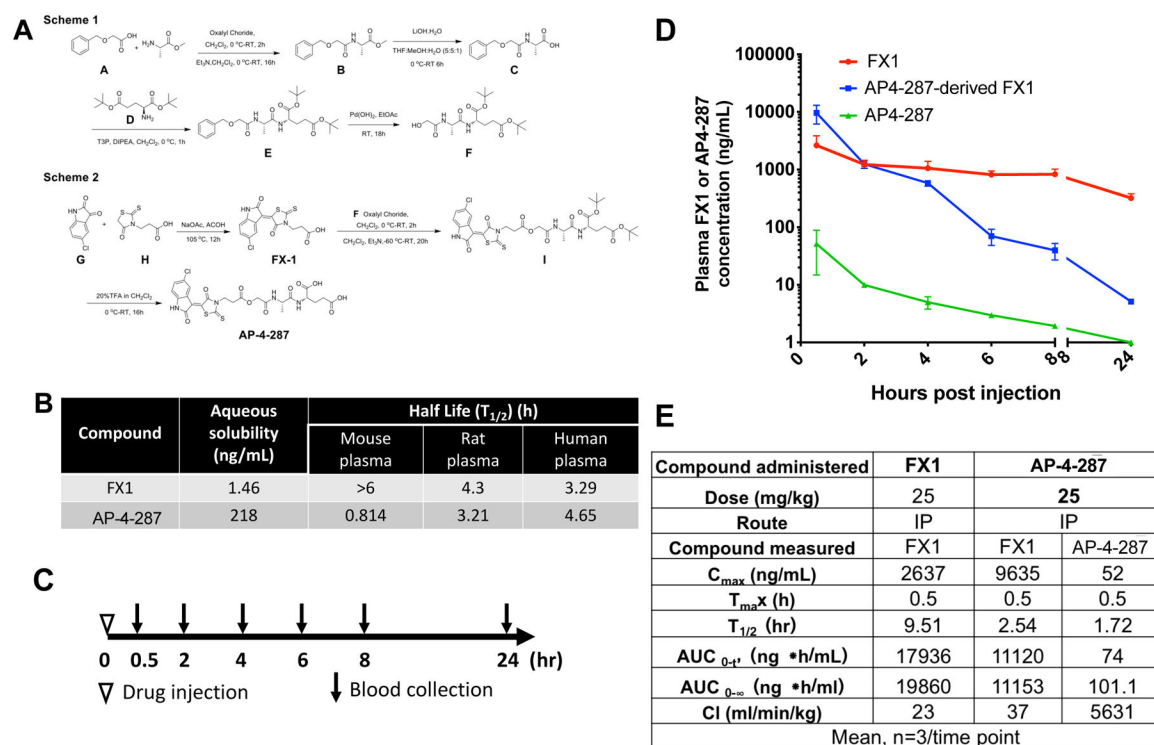 A
Scheme 1
A
Oxalyl Choride,
CH2Cl2, 0 °C-RT, 2h
Et3N,CH2Cl2, 0 °C-RT, 16h
B
LiOH.H2O
THF:MeOH:H2O (5:5:1)
0 °C-RT 6h
C
D
T3P, DIPEA, CH2Cl2, 0 °C, 1h
E
Pd(OH)2, EtOAc
RT, 18h
F
Scheme 2
G
H
NaOAc, ACOH
105 °C, 12h
FX-1
F Oxalyl Choride,
CH2Cl2, 0 °C-RT, 2h
CH2Cl2, Et3N,-60 °C-RT, 20h
I
20%TFA in CH2Cl2
0 °C-RT, 16h
AP-4-287
B
Compound Aqueous solubility (ng/mL) Half Life (T1/2) (h)
Mouse plasma Rat plasma Human plasma
FX1 1.46 >6 4.3 3.29
AP-4-287 218 0.814 3.21 4.65
C
0 0.5 2 4 6 8 24 (hr)
Drug injection Blood collection
D
Plasma FX1 or AP4-287
concentration (ng/mL)
100000
10000
1000
100
10
1
FX1
AP4-287-derived FX1
AP4-287
0 2 4 6 8 8 24
Hours post injection
E
Compound administered FX1 AP-4-287
Dose (mg/kg) 25 25
Route IP IP
Compound measured FX1 FX1 AP-4-287
Cmax (ng/mL) 2637 9635 52
Tmax (h) 0.5 0.5 0.5
T1/2 (hr) 9.51 2.54 1.72
AUC 0-t' (ng *h/mL) 17936 11120 74
AUC 0-∞ (ng *h/ml) 19860 11153 101.1
Cl (ml/min/kg) 23 37 5631
Mean, n=3/time point